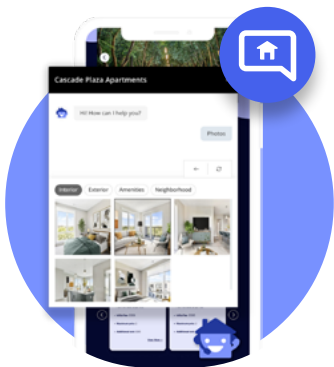 Cascade Plaza Apartments
Hi! How can I help you?
Photos
Interior Exterior Amenities Neighborhood